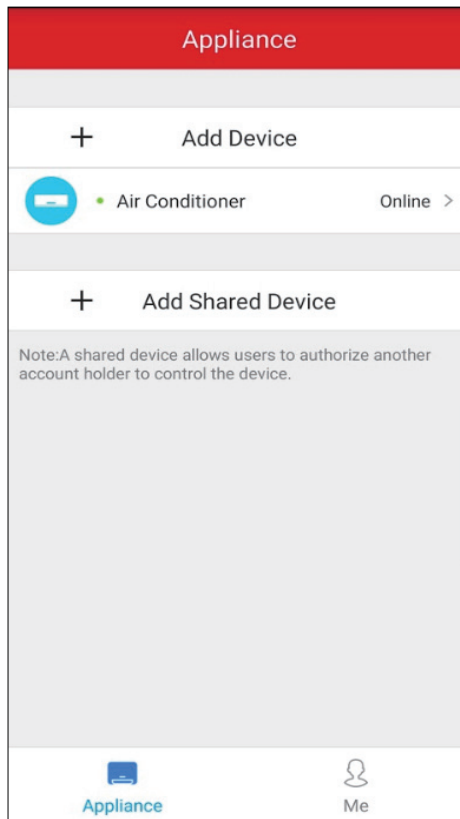 Appliance
+ Add Device
Air Conditioner Online >
+ Add Shared Device
Note:A shared device allows users to authorize another
account holder to control the device.
Appliance Me